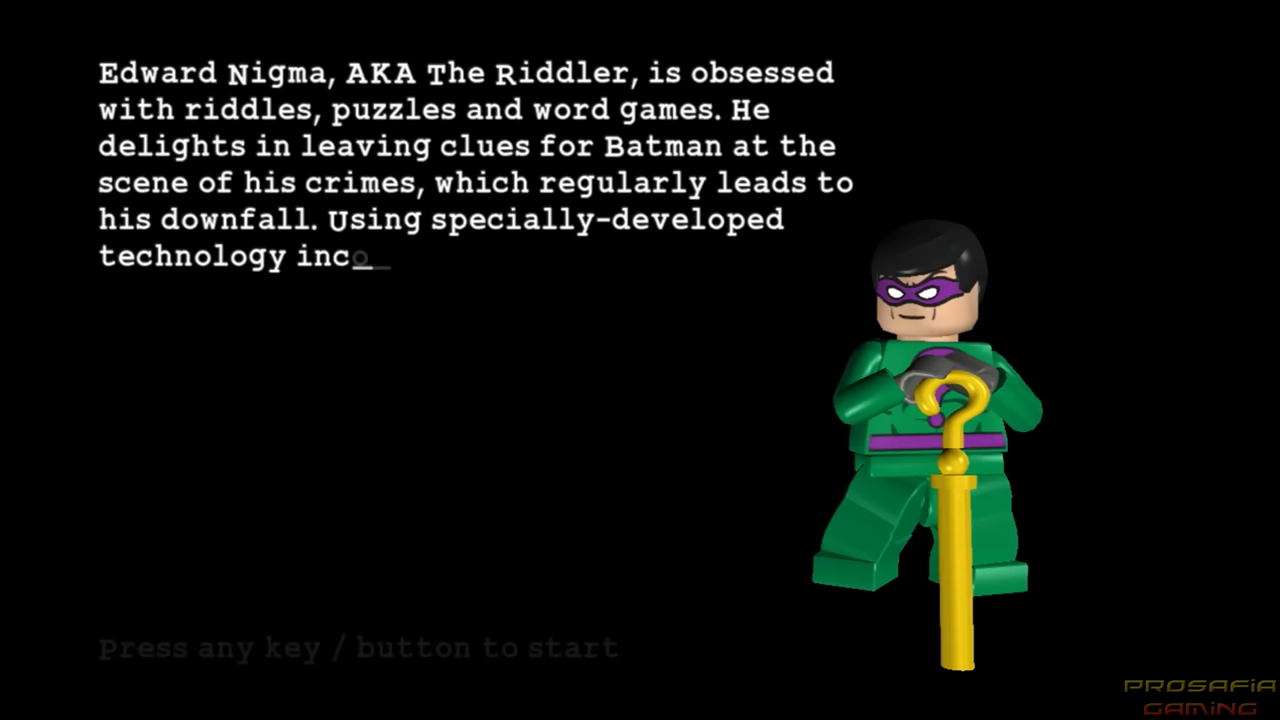 Edward Nigma, AKA The Riddler, is obsessed
with riddles, puzzles and word games. He
delights in leaving clues for Batman at the
scene of his crimes, which regularly leads to
his downfall. Using specially-developed
technology inco_
Press any key / button to start
PROSAFiA
GAMiNG